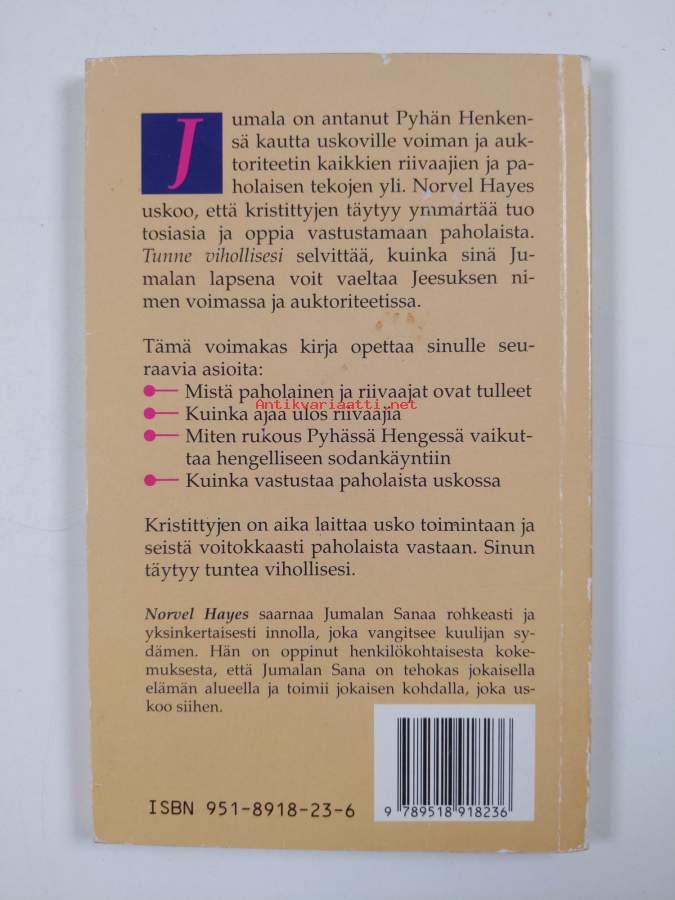 Jumala on antanut Pyhän Henken-
sä kautta uskoville voiman ja auk-
toriteetin kaikkien riivaajien ja pa-
holaisen tekojen yli. Norvel Hayes
uskoo, että kristittyjen täytyy ymmärtää tuo
tosiasia ja oppia vastustamaan paholaista.
Tunne vihollisesi selvittää, kuinka sinä Ju-
malan lapsena voit vaeltaa Jeesuksen ni-
men voimassa ja auktoriteetissa.
Tämä voimakas kirja opettaa sinulle seu-
raavia asioita:
Mistä paholainen ja riivaajat ovat tulleet
Antikvariaatti.net
Kuinka ajaa ulos riivaajia
Miten rukous Pyhässä Hengessä vaikut-
taa hengelliseen sodankäyntiin
Kuinka vastustaa paholaista uskossa
Kristittyjen on aika laittaa usko toimintaan ja
seistä voitokkaasti paholaista vastaan. Sinun
täytyy tuntea vihollisesi.
Norvel Hayes saarnaa Jumalan Sanaa rohkeasti ja
yksinkertaisesti innolla, joka vangitsee kuulijan sy-
dämen. Hän on oppinut henkilökohtaisesta koke-
muksesta, että Jumalan Sana on tehokas jokaisella
elämän alueella ja toimii jokaisen kohdalla, joka us-
koo siihen.
ISBN 951-8918-23-6
9 789518 918236